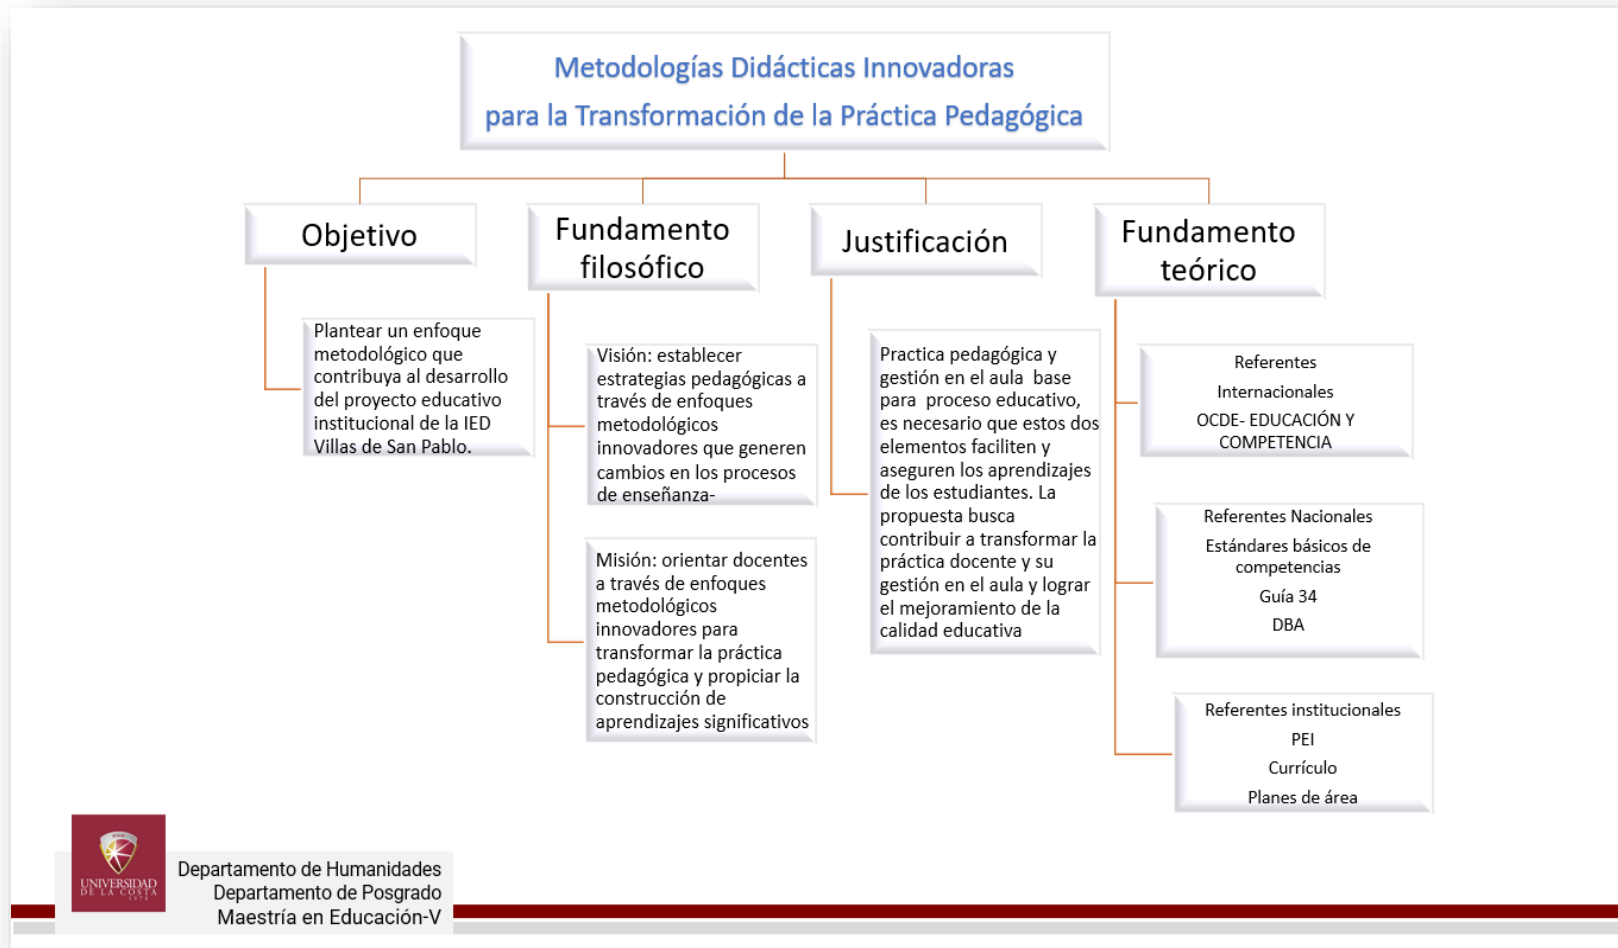 Metodologías Didácticas Innovadoras
para la Transformación de la Práctica Pedagógica
Objetivo
Plantear un enfoque
metodológico que
contribuya al desarrollo
del proyecto educativo
institucional de la IED
Villas de San Pablo.
Fundamento
filosófico
Visión: establecer
estrategias pedagógicas a
través de enfoques
metodológicos
innovadores que generen
cambios en los procesos
de enseñanza-
Misión: orientar docentes
a través de enfoques
metodológicos
innovadores para
transformar la práctica
pedagógica y propiciar la
construcción de
aprendizajes significativos
Justificación
Practica pedagógica y
gestión en el aula  base
para  proceso educativo,
es necesario que estos dos
elementos faciliten y
aseguren los aprendizajes
de los estudiantes. La
propuesta busca
contribuir a transformar la
práctica docente y su
gestión en el aula y lograr
el mejoramiento de la
calidad educativa
Fundamento
teórico
Referentes
Internacionales
OCDE- EDUCACIÓN Y
COMPETENCIA
Referentes Nacionales
Estándares básicos de
competencias
Guía 34
DBA
Referentes institucionales
PEI
Currículo
Planes de área
UNIVERSIDAD
DE LA COSTA
1970
Departamento de Humanidades
Departamento de Posgrado
Maestría en Educación-V